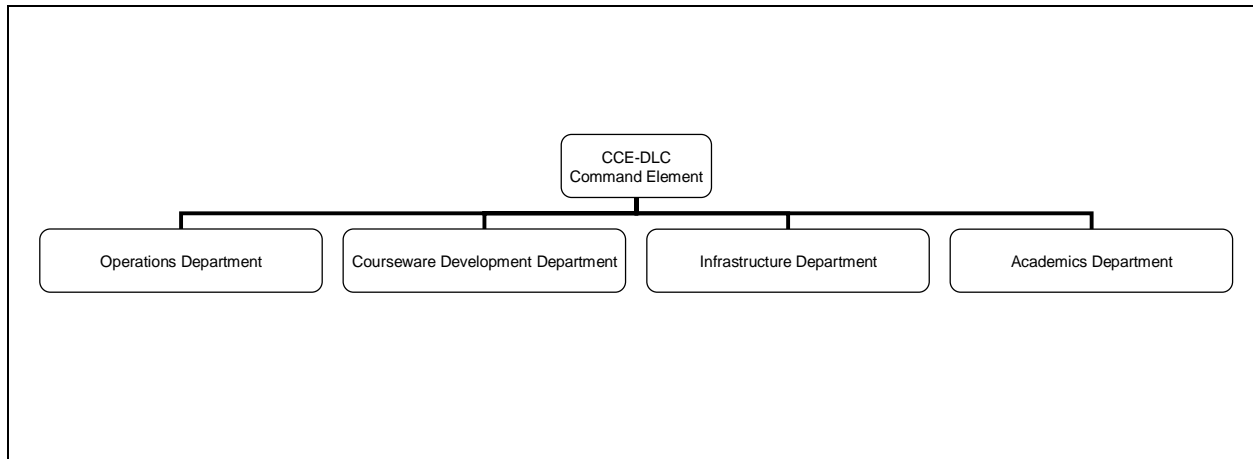 CCE-DLC
Command Element
Operations Department
Courseware Development Department
Infrastructure Department
Academics Department